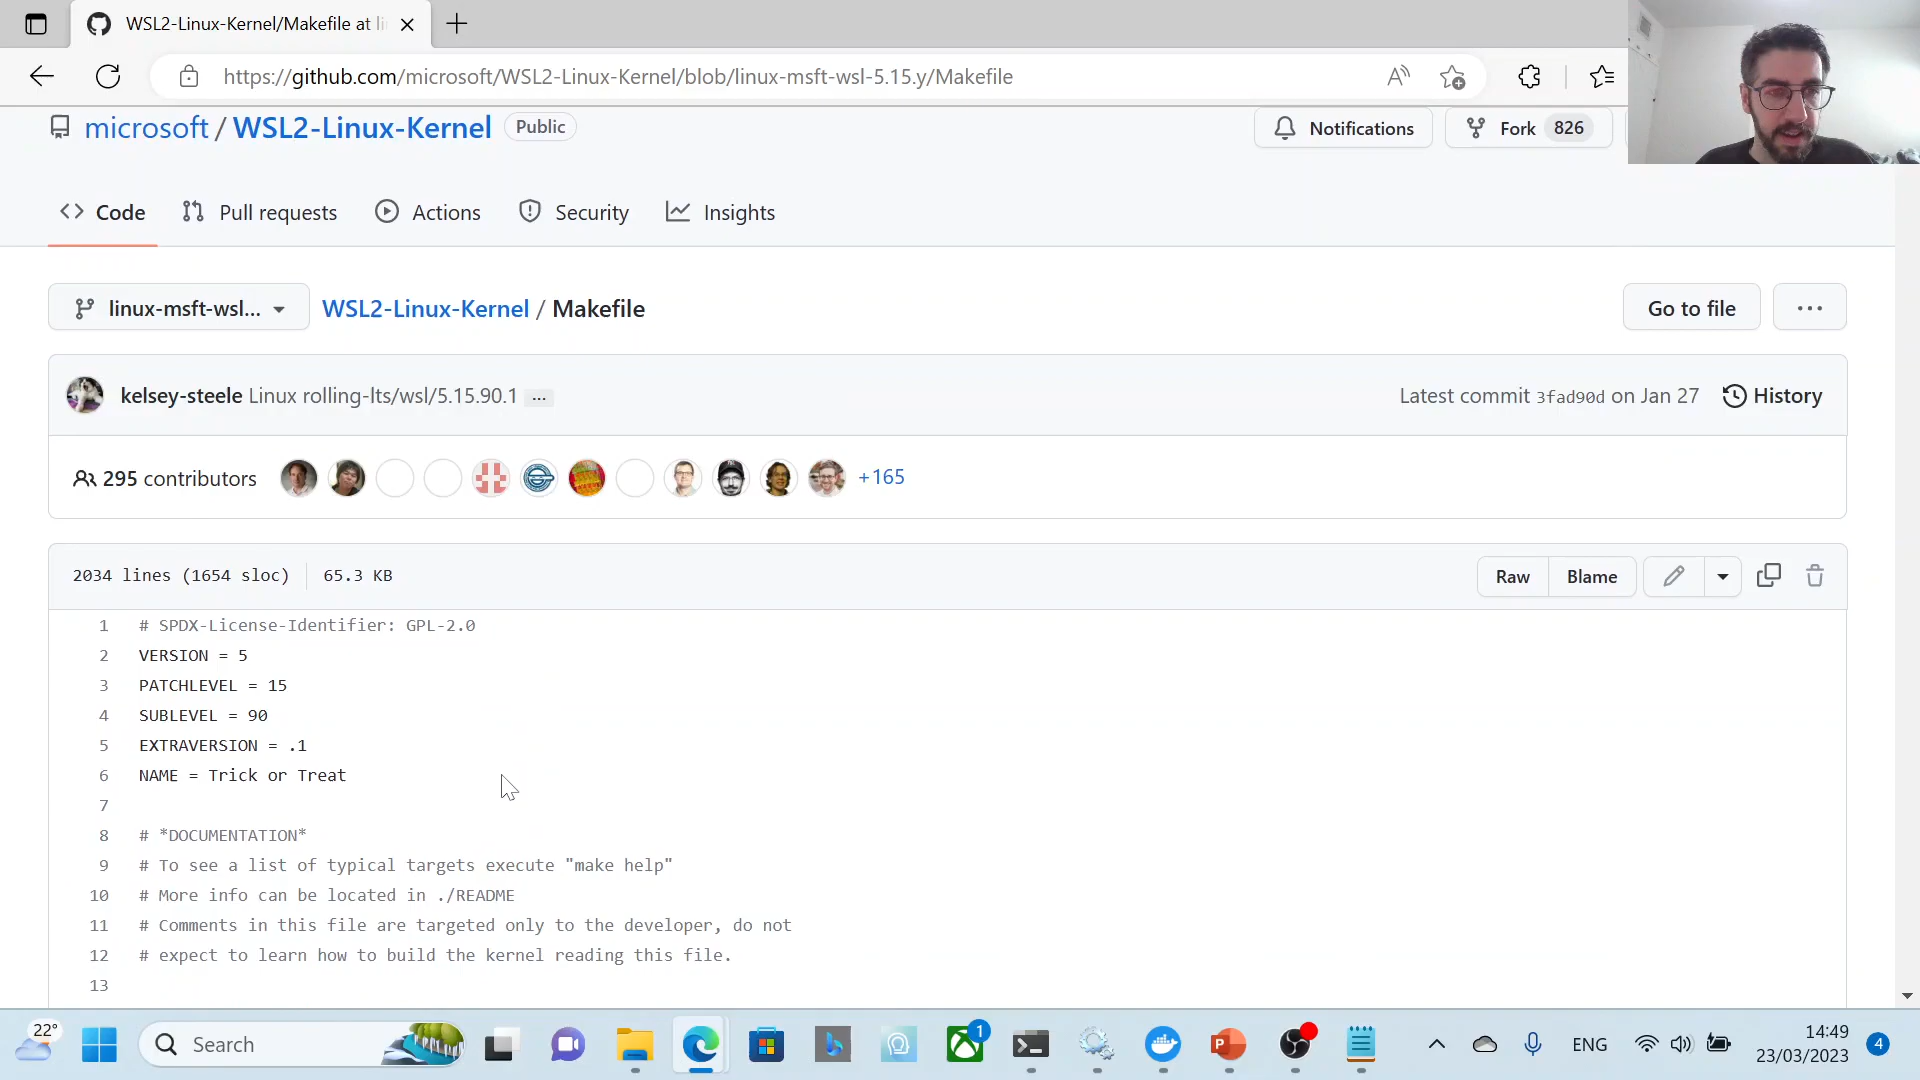 WSL2-Linux-Kernel/Makefile at li
https://github.com/microsoft/WSL2-Linux-Kernel/blob/linux-msft-wsl-5.15.y/Makefile
microsoft / WSL2-Linux-Kernel Public
Notifications
Fork 826
Code
Pull requests
Actions
Security
Insights
linux-msft-wsl...
WSL2-Linux-Kernel / Makefile
Go to file
...
kelsey-steele Linux rolling-lts/wsl/5.15.90.1 ...
Latest commit 3fad90d on Jan 27
History
295 contributors
+165
2034 lines (1654 sloc) 65.3 KB
Raw
Blame
1 # SPDX-License-Identifier: GPL-2.0
2 VERSION = 5
3 PATCHLEVEL = 15
4 SUBLEVEL = 90
5 EXTRAVERSION = .1
6 NAME = Trick or Treat
7
8 # *DOCUMENTATION*
9 # To see a list of typical targets execute "make help"
10 # More info can be located in ./README
11 # Comments in this file are targeted only to the developer, do not
12 # expect to learn how to build the kernel reading this file.
13
22°
Search
1
ENG
14:49
23/03/2023
4